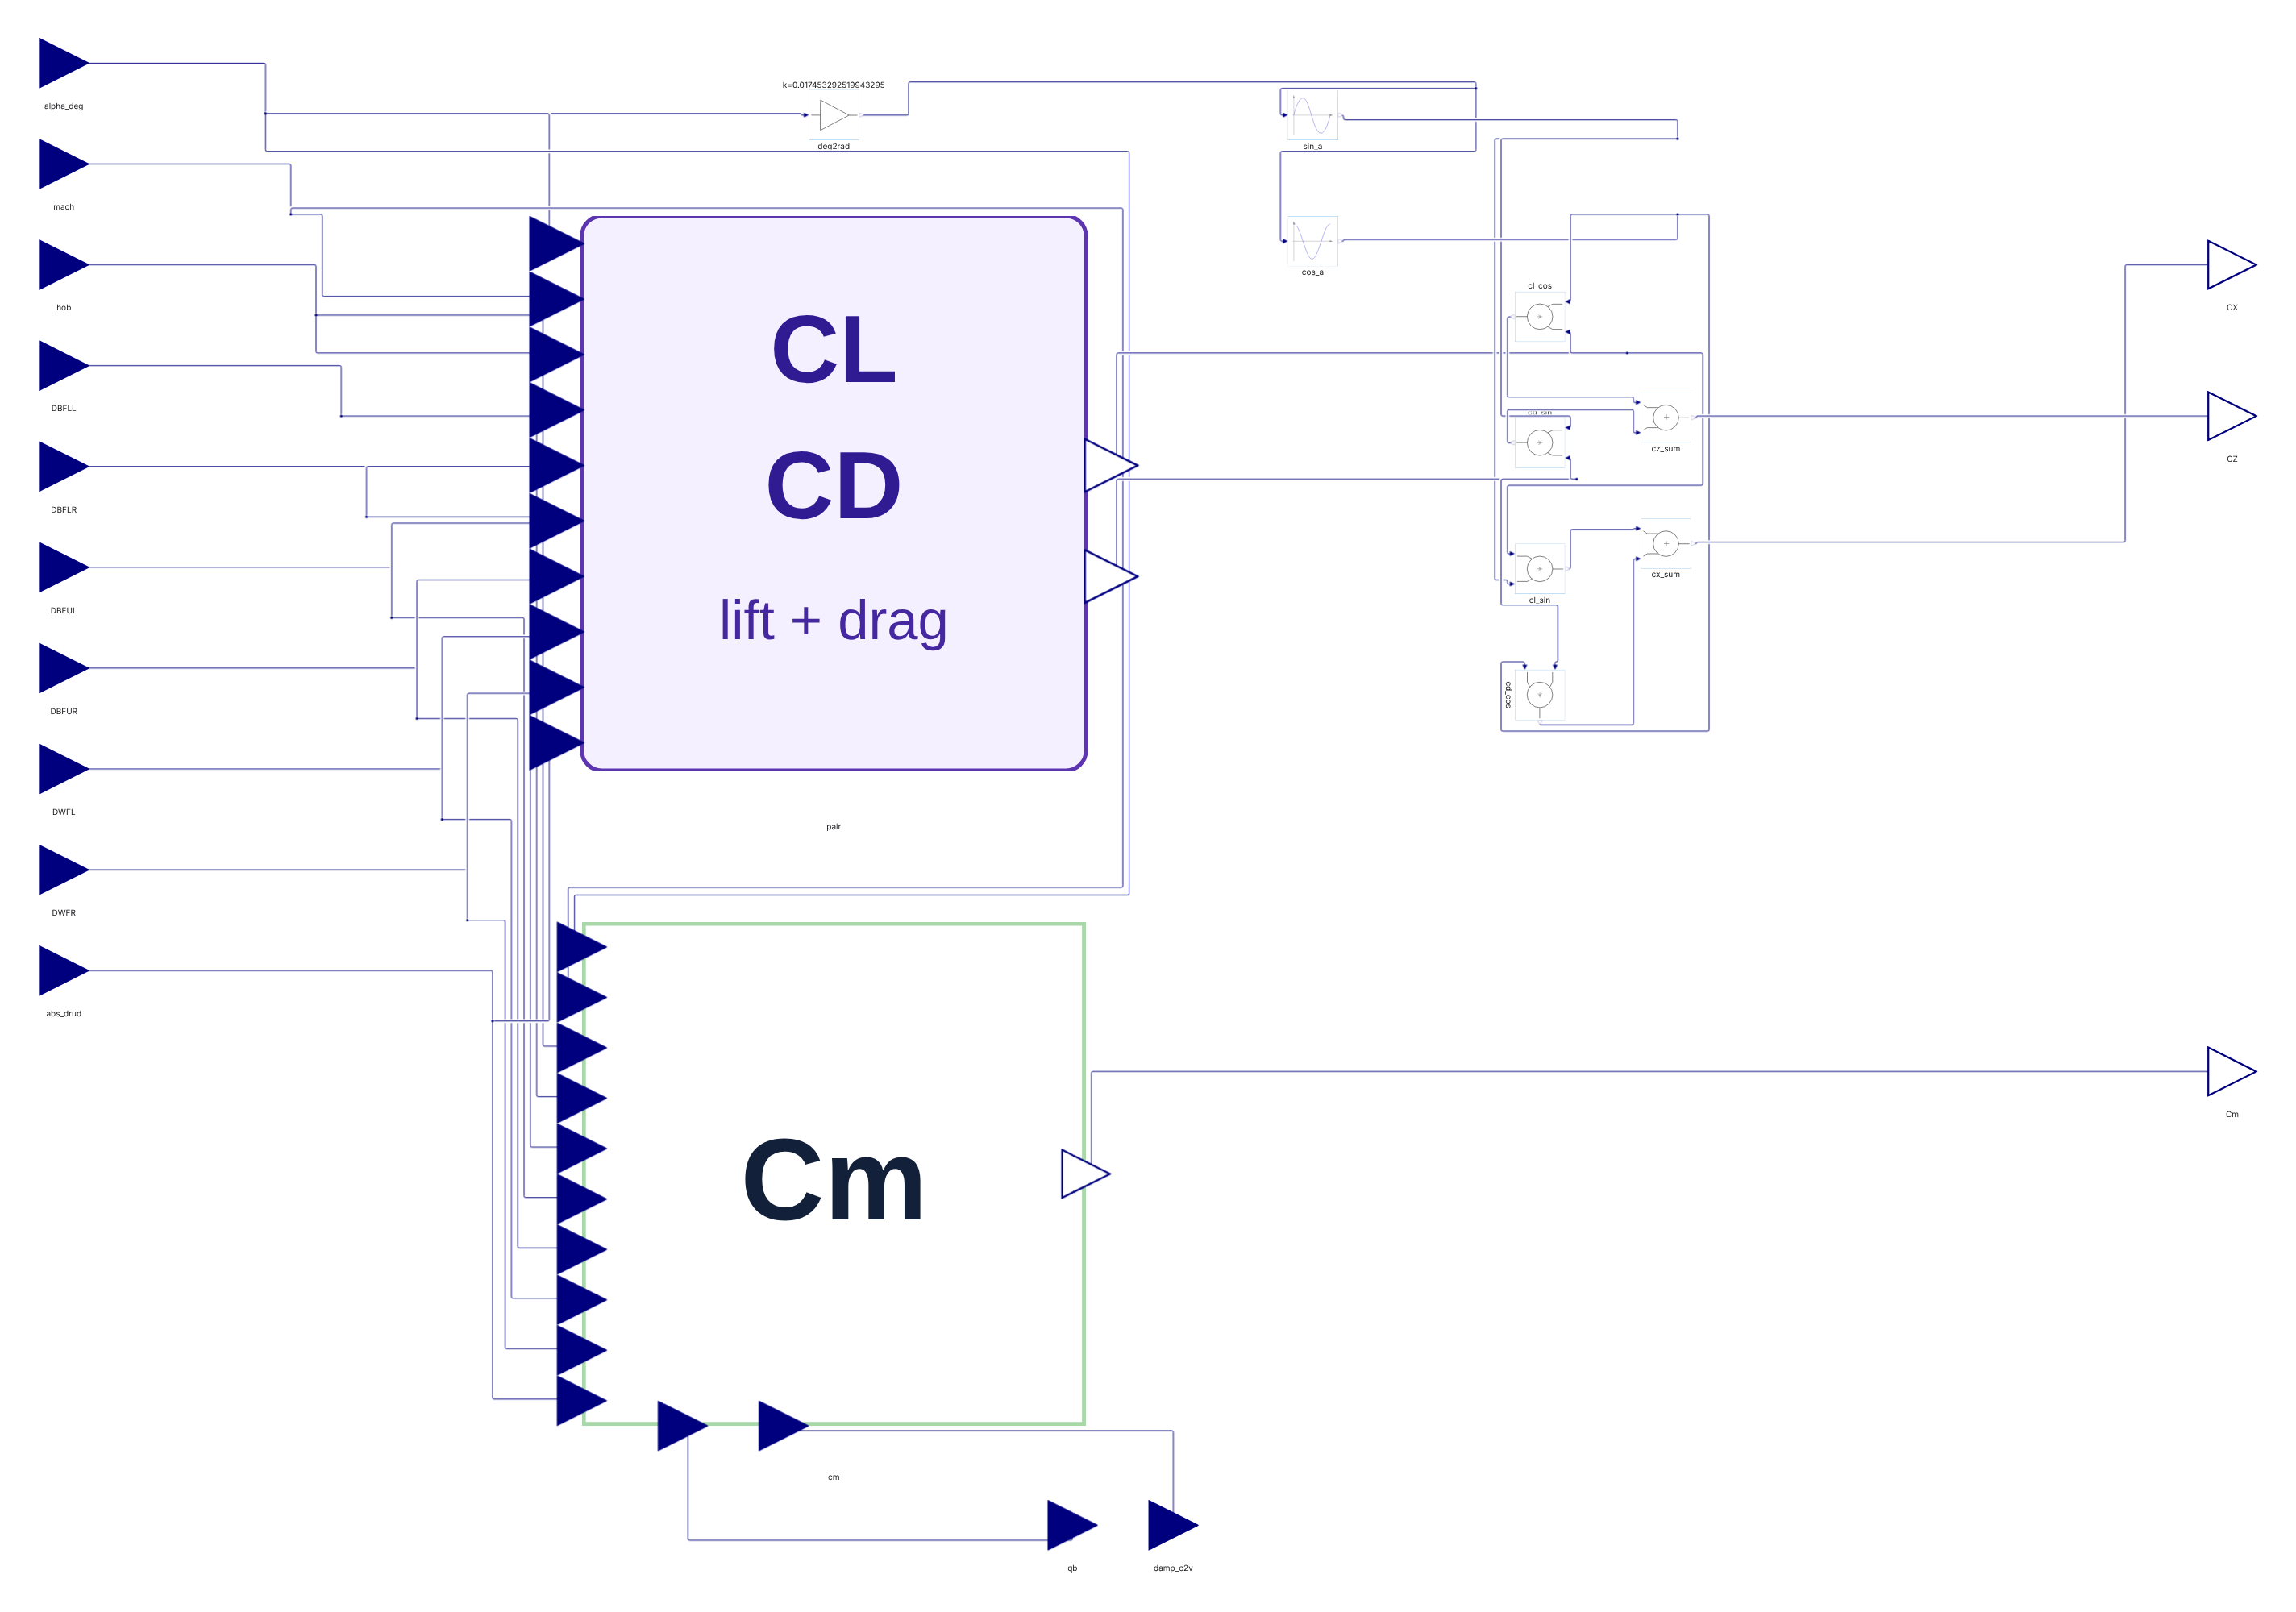 alpha_deg
mach
hob
DBFLL
DBFLR
DBFUL
DBFUR
DWFL
DWFR
abs_drud
k=0.017453292519943295
deg2rad
sin_a
cos_a
CL
CD
lift + drag
pair
cl_cos
cd_sin
cz_sum
cl_sin
cx_sum
cd_cos
CX
CZ
Cm
Cm
cm
qb
damp_c2v